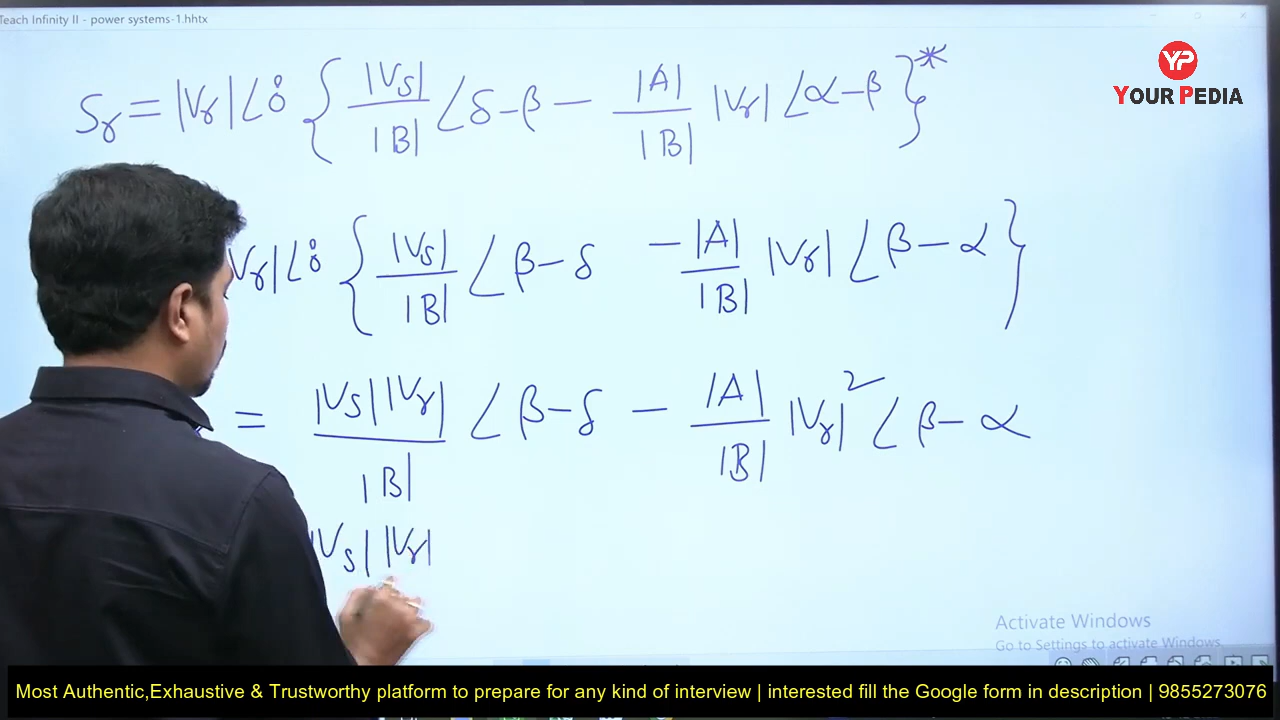 Teach Infinity II - power systems-1.hhtx
YP
YOUR PEDIA
Sᵣ = |Vᵣ| ∠0° { |Vs|/|B| ∠δ-β - |A|/|B| |Vᵣ| ∠α-β }*
Vᵣ| ∠0° { |Vs|/|B| ∠β-δ - |A|/|B| |Vᵣ| ∠β-α }
= |Vs||Vᵣ|/|B| ∠β-δ - |A|/|B| |Vᵣ|² ∠β-α
|Vs| |Vᵣ|
Activate Windows
Go to Settings to activate Windows.
Most Authentic,Exhaustive & Trustworthy platform to prepare for any kind of interview | interested fill the Google form in description | 9855273076